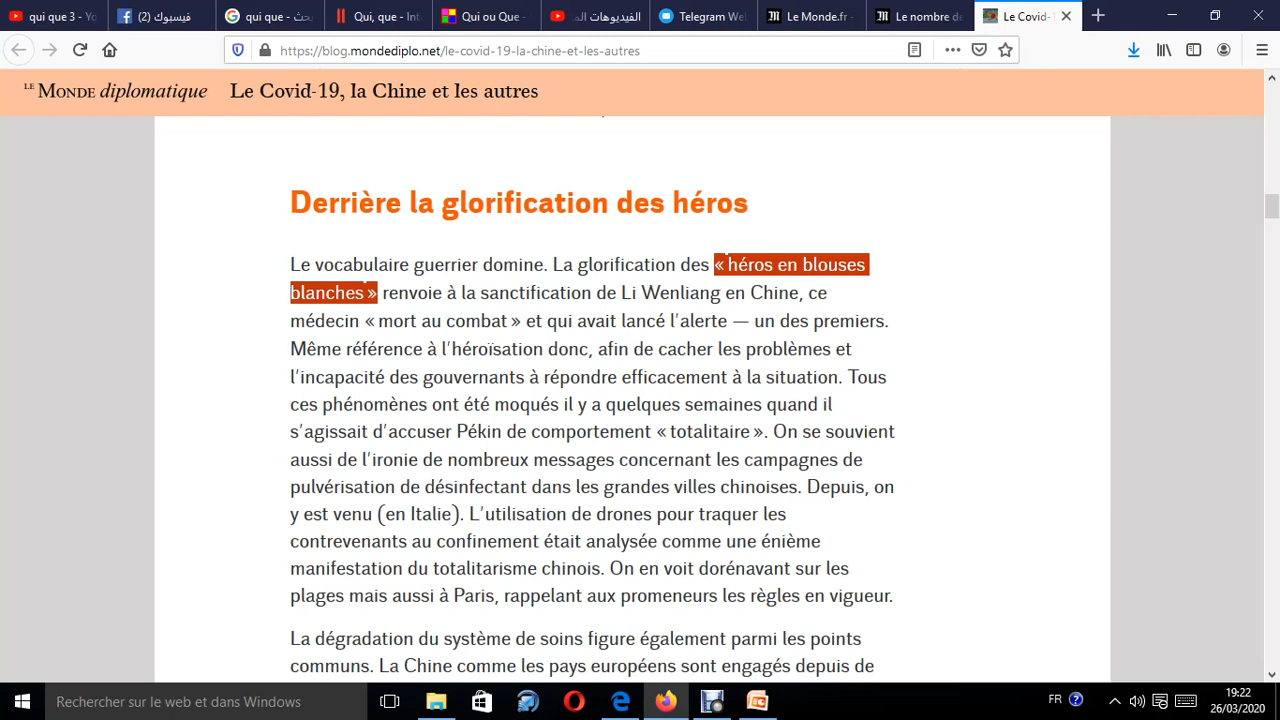 qui que 3 - You
فيسبوك (2)
qui que - بحث
Qui, que - Inte
Qui ou Que -
الفيديوهات الم
Telegram We
Le Monde.fr -
Le nombre de
Le Covid-1
https://blog.mondediplo.net/le-covid-19-la-chine-et-les-autres
LE MONDE diplomatique Le Covid-19, la Chine et les autres
Derrière la glorification des héros
Le vocabulaire guerrier domine. La glorification des « héros en blouses
blanches » renvoie à la sanctification de Li Wenliang en Chine, ce
médecin « mort au combat » et qui avait lancé l’alerte — un des premiers.
Même référence à l’héroïsation donc, afin de cacher les problèmes et
l’incapacité des gouvernants à répondre efficacement à la situation. Tous
ces phénomènes ont été moqués il y a quelques semaines quand il
s’agissait d’accuser Pékin de comportement « totalitaire ». On se souvient
aussi de l’ironie de nombreux messages concernant les campagnes de
pulvérisation de désinfectant dans les grandes villes chinoises. Depuis, on
y est venu (en Italie). L’utilisation de drones pour traquer les
contrevenants au confinement était analysée comme une énième
manifestation du totalitarisme chinois. On en voit dorénavant sur les
plages mais aussi à Paris, rappelant aux promeneurs les règles en vigueur.
La dégradation du système de soins figure également parmi les points
communs. La Chine comme les pays européens sont engagés depuis de
Rechercher sur le web et dans Windows
FR
19:22
26/03/2020